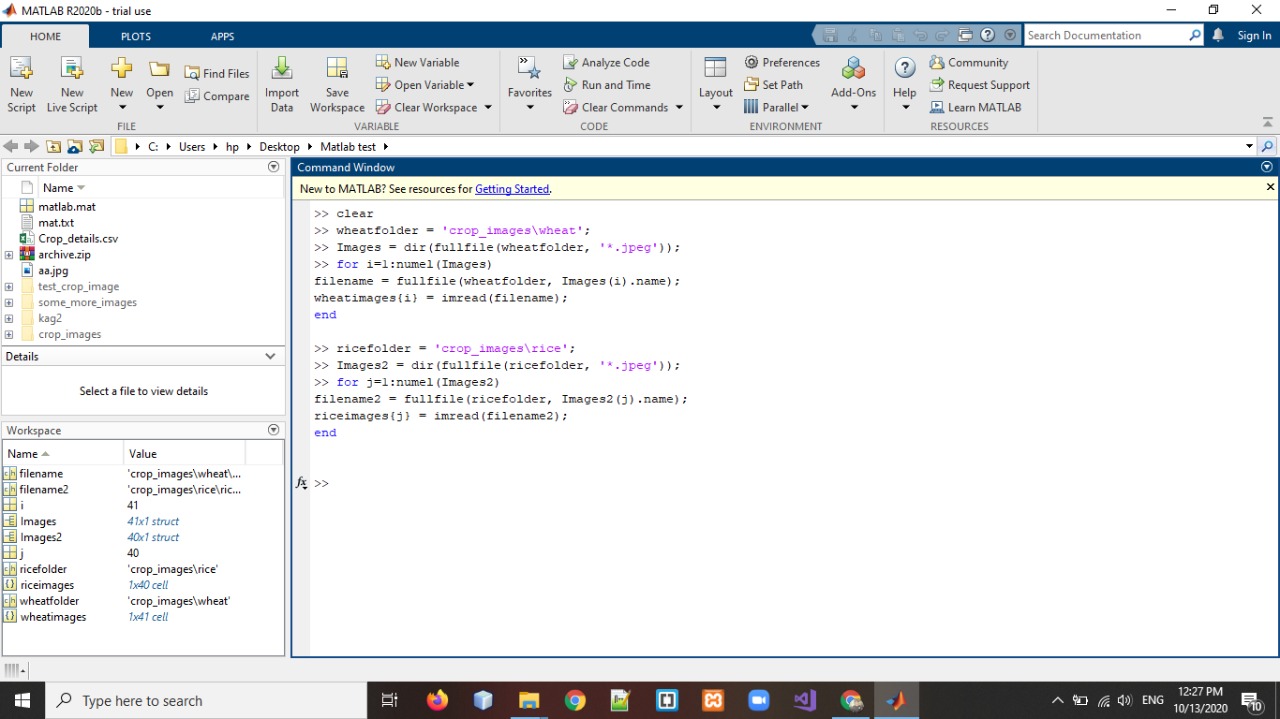 MATLAB R2020b - trial use
HOME PLOTS APPS
Search Documentation
Sign In
New Script
New Live Script
New
Open
Find Files
Compare
FILE
Import Data
Save Workspace
New Variable
Open Variable
Clear Workspace
VARIABLE
Favorites
Analyze Code
Run and Time
Clear Commands
CODE
Layout
Preferences
Set Path
Parallel
Add-Ons
ENVIRONMENT
Help
Community
Request Support
Learn MATLAB
RESOURCES
C: Users hp Desktop Matlab test
Current Folder
Name
matlab.mat
mat.txt
Crop_details.csv
archive.zip
aa.jpg
test_crop_image
some_more_images
kag2
crop_images
Details
Select a file to view details
Workspace
Name Value
filename 'crop_images\wheat\...
filename2 'crop_images\rice\ric...
i 41
Images 41x1 struct
Images2 40x1 struct
j 40
ricefolder 'crop_images\rice'
riceimages 1x40 cell
wheatfolder 'crop_images\wheat'
wheatimages 1x41 cell
Command Window
New to MATLAB? See resources for Getting Started.
>> clear
>> wheatfolder = 'crop_images\wheat';
>> Images = dir(fullfile(wheatfolder, '*.jpeg'));
>> for i=1:numel(Images)
filename = fullfile(wheatfolder, Images(i).name);
wheatimages{i} = imread(filename);
end
>> ricefolder = 'crop_images\rice';
>> Images2 = dir(fullfile(ricefolder, '*.jpeg'));
>> for j=1:numel(Images2)
filename2 = fullfile(ricefolder, Images2(j).name);
riceimages{j} = imread(filename2);
end
fx >>
Type here to search
ENG
12:27 PM
10/13/2020
10